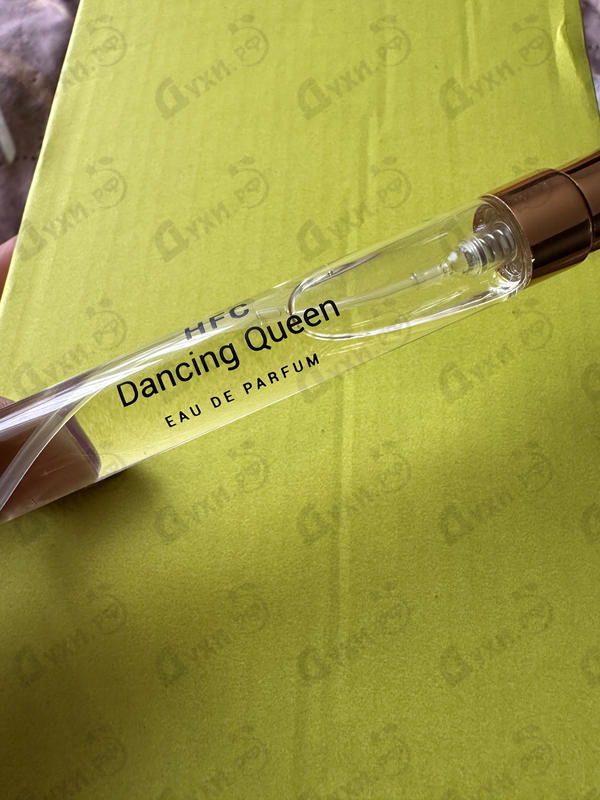 HFC
Dancing Queen
EAU DE PARFUM
Духи.рф